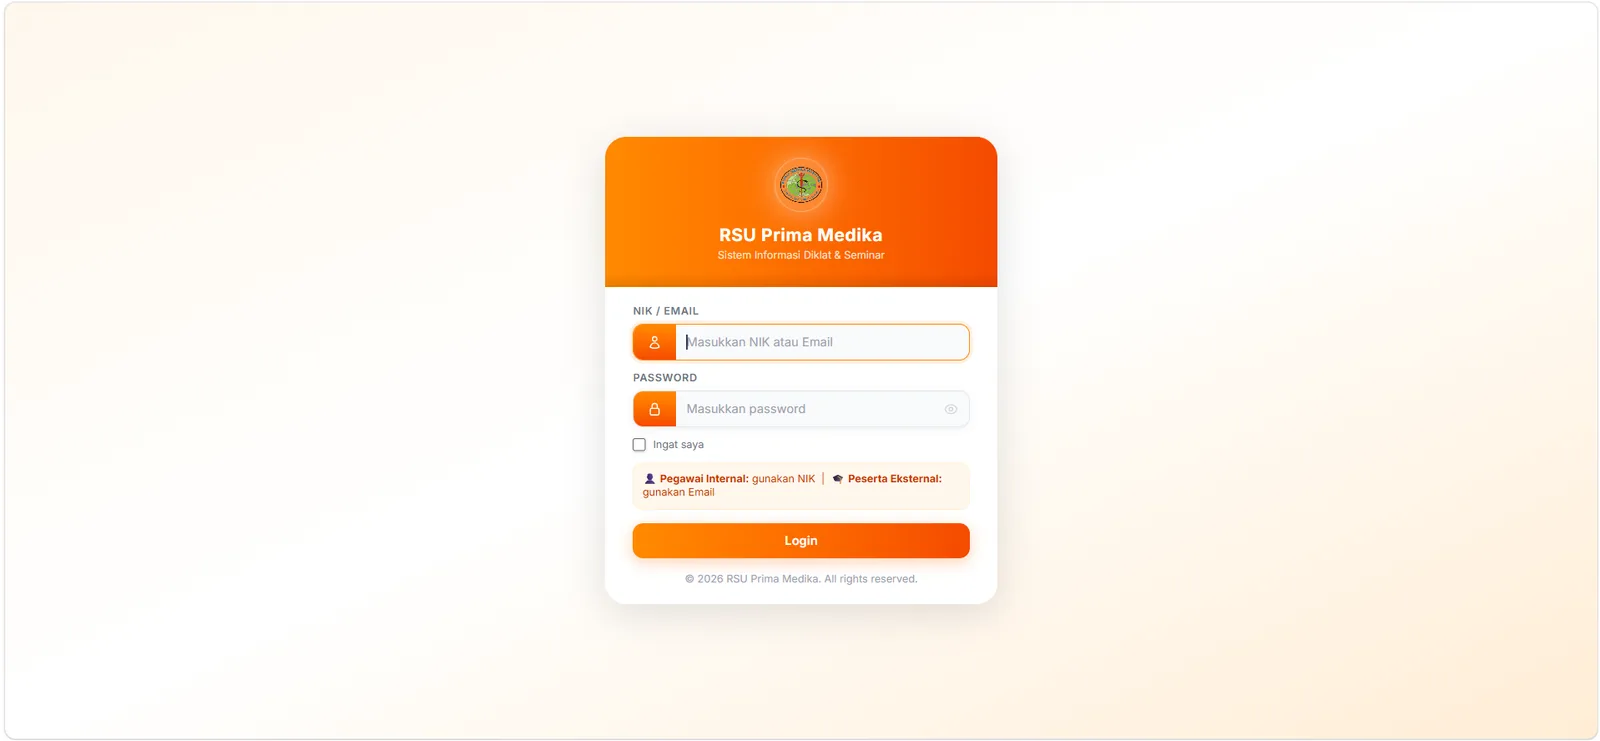 RSU Prima Medika
Sistem Informasi Diklat & Seminar
NIK / EMAIL
Masukkan NIK atau Email
PASSWORD
Masukkan password
Ingat saya
Pegawai Internal: gunakan NIK | Peserta Eksternal:
gunakan Email
Login
© 2026 RSU Prima Medika. All rights reserved.